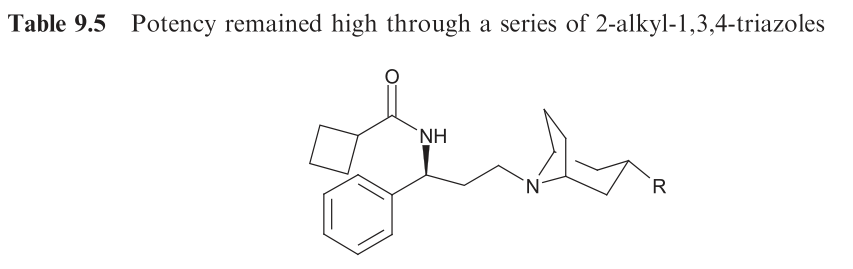 Table 9.5 Potency remained high through a series of 2-alkyl-1,3,4-triazoles
O
NH
N
R